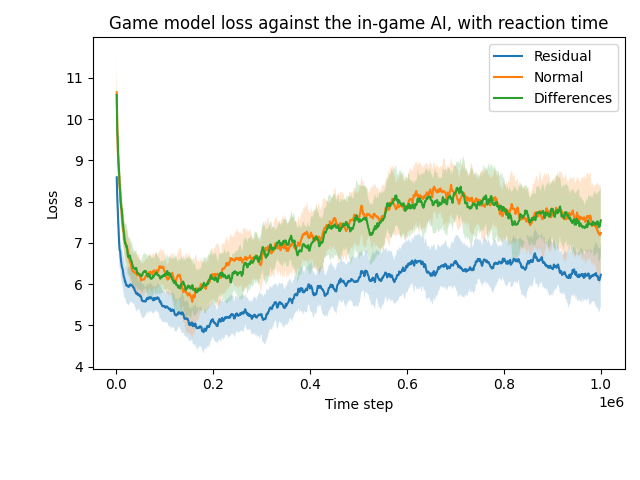 Game model loss against the in-game AI, with reaction time
Residual
Normal
Differences
Loss
11
10
9
8
7
6
5
4
0.0
0.2
0.4
0.6
0.8
1.0
1e6
Time step